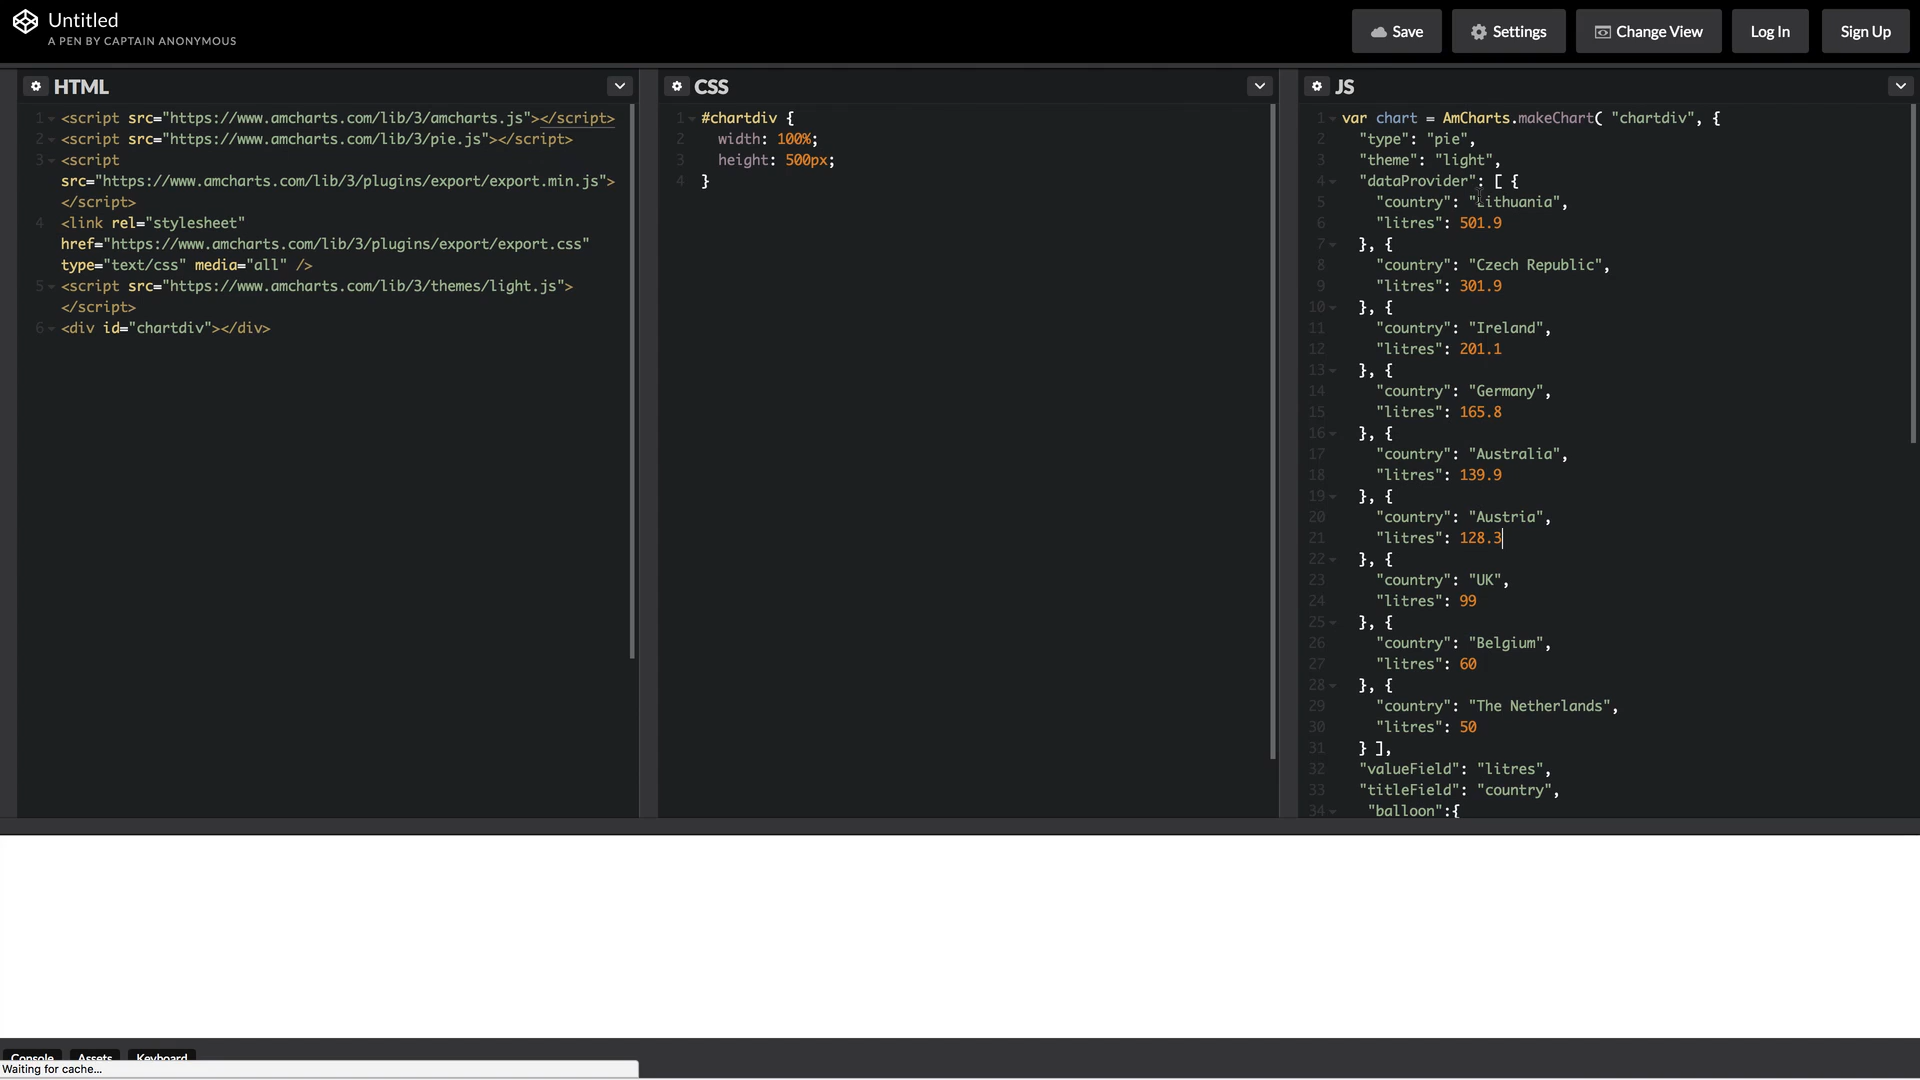 Untitled
A PEN BY CAPTAIN ANONYMOUS
Save
Settings
Change View
Log In
Sign Up
HTML
1 <script src="https://www.amcharts.com/lib/3/amcharts.js"></script>
2 <script src="https://www.amcharts.com/lib/3/pie.js"></script>
3 <script
src="https://www.amcharts.com/lib/3/plugins/export/export.min.js">
</script>
4 <link rel="stylesheet"
href="https://www.amcharts.com/lib/3/plugins/export/export.css"
type="text/css" media="all" />
5 <script src="https://www.amcharts.com/lib/3/themes/light.js">
</script>
6 <div id="chartdiv"></div>
CSS
1 #chartdiv {
2 width: 100%;
3 height: 500px;
4 }
JS
1 var chart = AmCharts.makeChart( "chartdiv", {
2 "type": "pie",
3 "theme": "light",
4 "dataProvider": [ {
5 "country": "Lithuania",
6 "litres": 501.9
7 }, {
8 "country": "Czech Republic",
9 "litres": 301.9
10 }, {
11 "country": "Ireland",
12 "litres": 201.1
13 }, {
14 "country": "Germany",
15 "litres": 165.8
16 }, {
17 "country": "Australia",
18 "litres": 139.9
19 }, {
20 "country": "Austria",
21 "litres": 128.3
22 }, {
23 "country": "UK",
24 "litres": 99
25 }, {
26 "country": "Belgium",
27 "litres": 60
28 }, {
29 "country": "The Netherlands",
30 "litres": 50
31 } ],
32 "valueField": "litres",
33 "titleField": "country",
34 "balloon":{
Console
Assets
Keyboard
Waiting for cache...